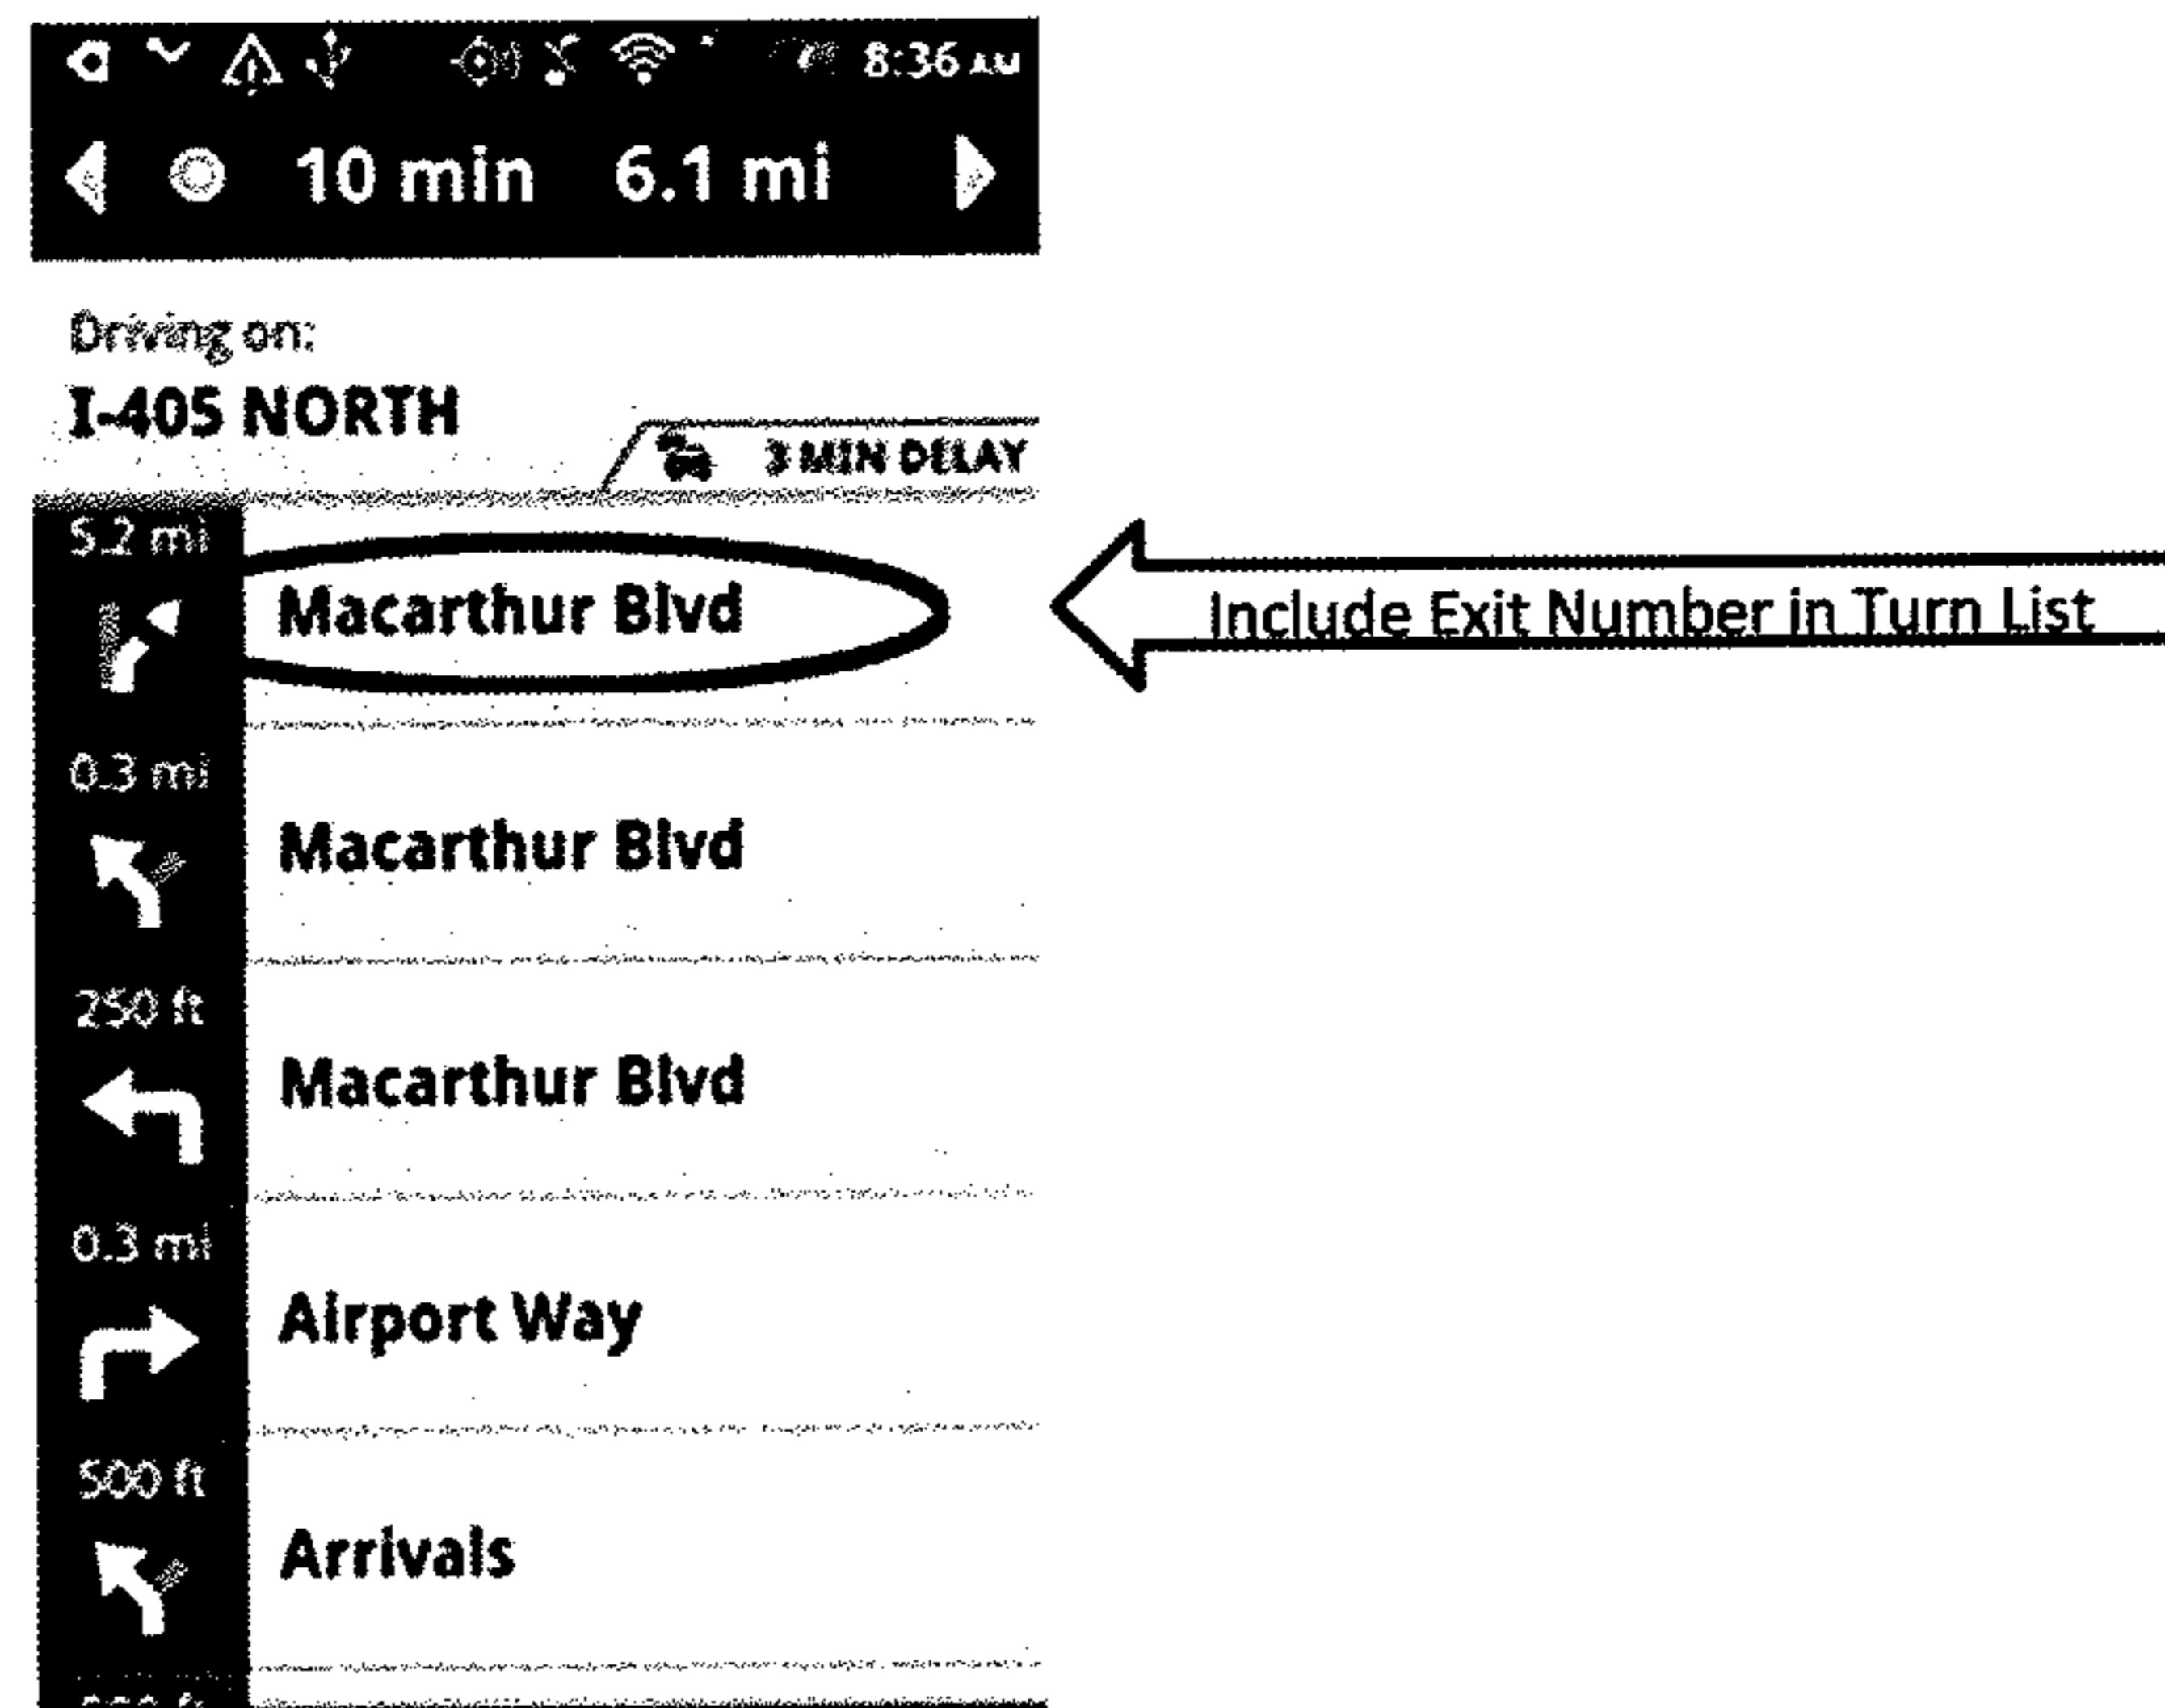 8:36 AM
10 min 6.1 mi
Driving on:
I-405 NORTH
3 MIN DELAY
5.2 mi
Macarthur Blvd
Include Exit Number in Turn List
0.3 mi
Macarthur Blvd
250 ft
Macarthur Blvd
0.3 mi
Airport Way
500 ft
Arrivals